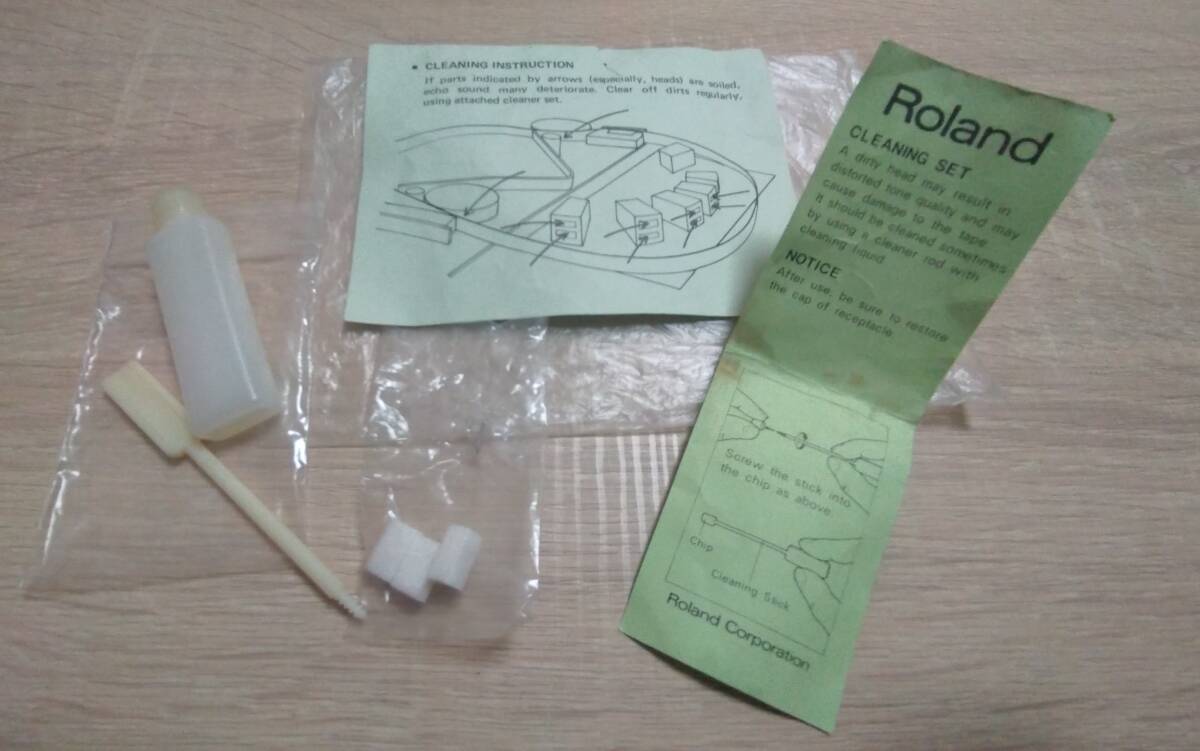 • CLEANING INSTRUCTION
If parts indicated by arrows (especially, heads) are soiled,
echo sound many deteriorate. Clear off dirts regularly,
using attached cleaner set.
Roland
CLEANING SET
A dirty head may result in
distorted tone quality and may
cause damage to the tape
It should be cleaned sometimes
by using a cleaner rod with
cleaning liquid
NOTICE
After use, be sure to restore
the cap of receptacle.
Screw the stick into
the chip as above.
Chip
Cleaning Stick
Roland Corporation